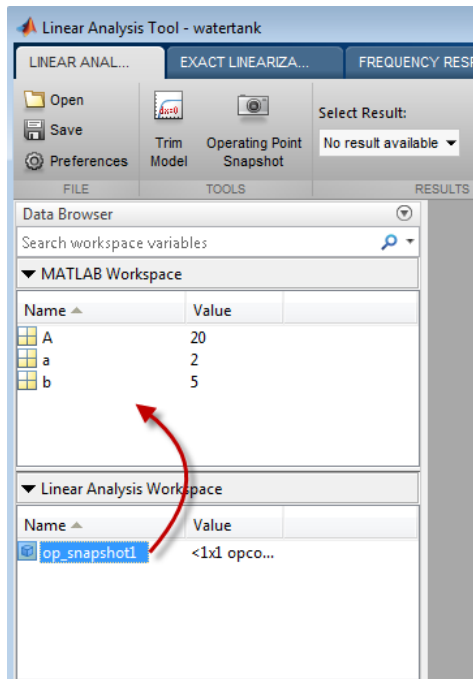 Linear Analysis Tool - watertank
LINEAR ANAL... EXACT LINEARIZA... FREQUENCY RESP
Open
Save
Preferences
Trim Model
Operating Point Snapshot
Select Result:
No result available
FILE TOOLS RESULTS
Data Browser
Search workspace variables
MATLAB Workspace
Name Value
A 20
a 2
b 5
Linear Analysis Workspace
Name Value
op_snapshot1 <1x1 opco...